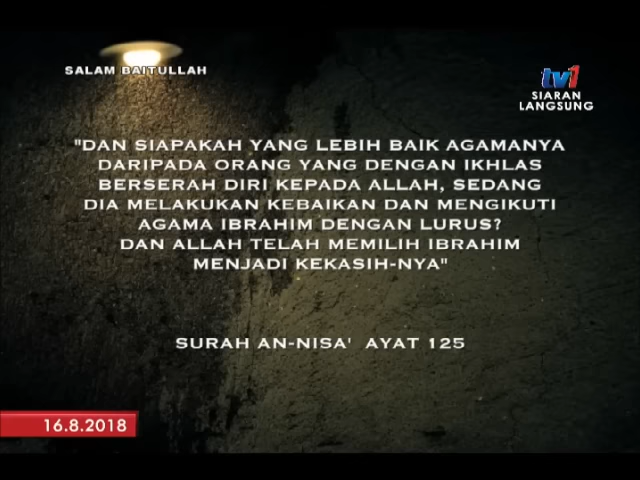 SALAM BAITULLAH
tv1
SIARAN
LANGSUNG
"DAN SIAPAKAH YANG LEBIH BAIK AGAMANYA
DARIPADA ORANG YANG DENGAN IKHLAS
BERSERAH DIRI KEPADA ALLAH, SEDANG
DIA MELAKUKAN KEBAIKAN DAN MENGIKUTI
AGAMA IBRAHIM DENGAN LURUS?
DAN ALLAH TELAH MEMILIH IBRAHIM
MENJADI KEKASIH-NYA"
SURAH AN-NISA' AYAT 125
16.8.2018